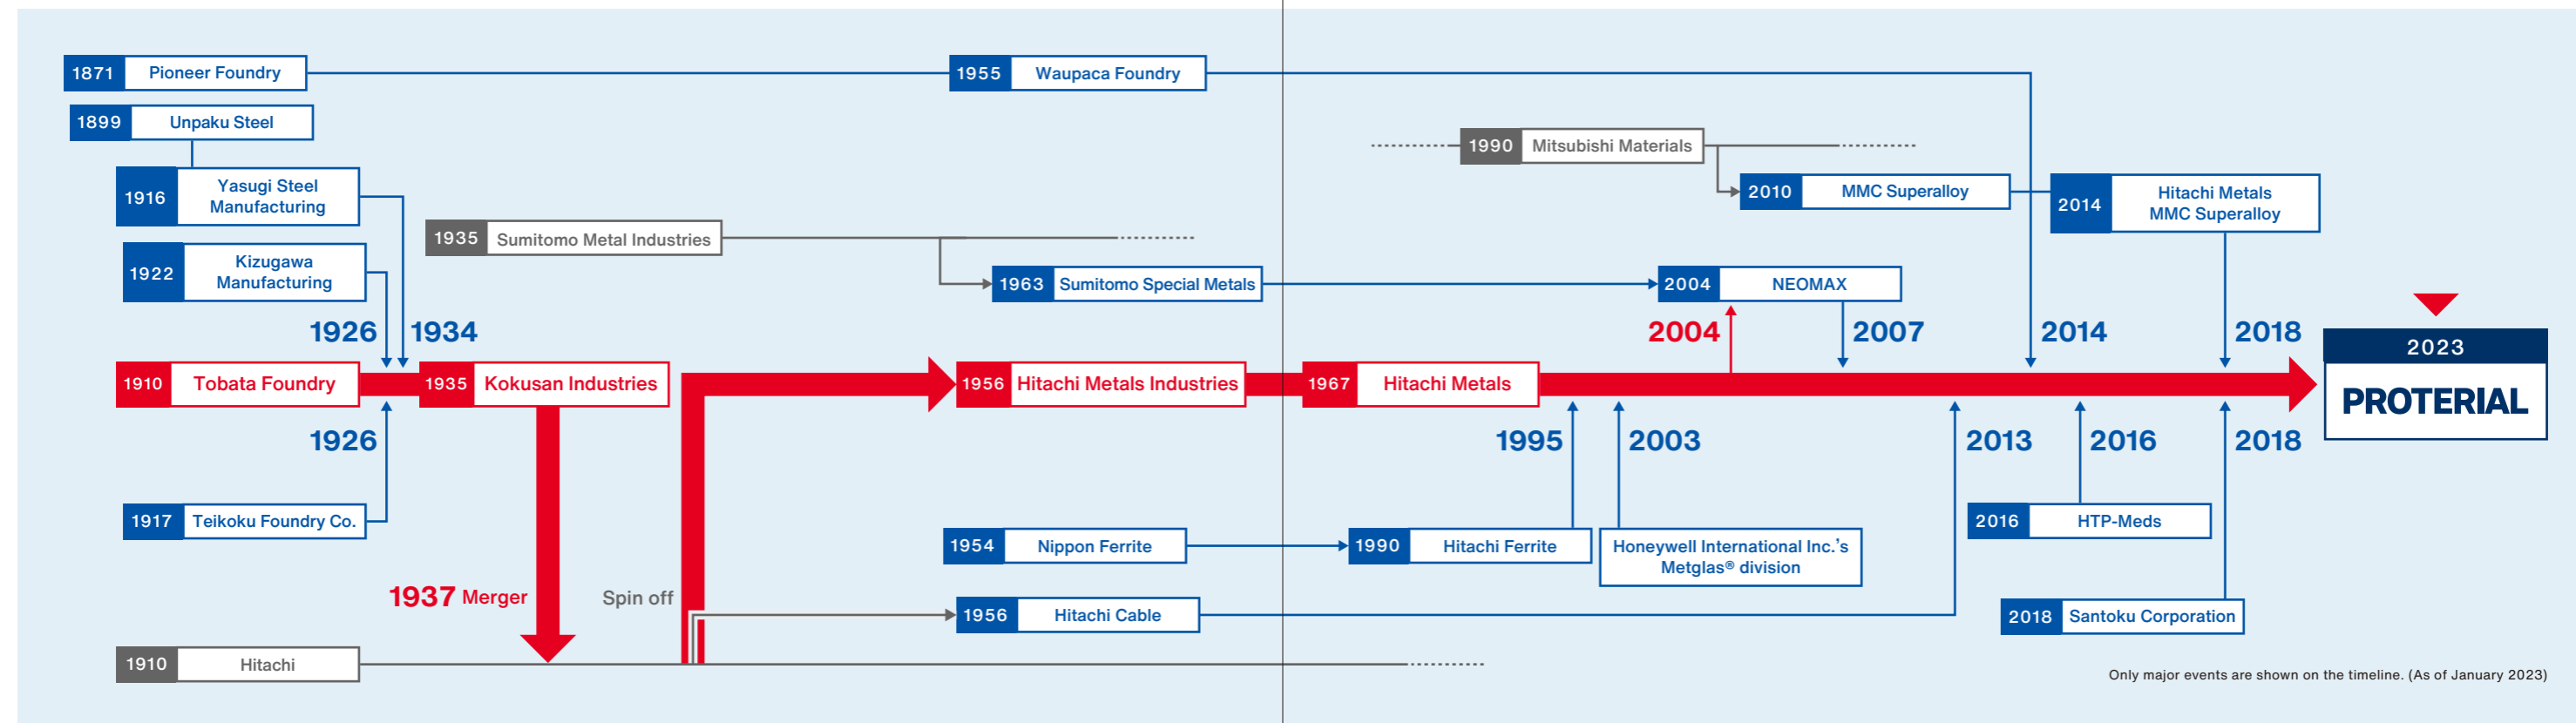 1871 Pioneer Foundry
1955 Waupaca Foundry
1899 Unpaku Steel
1990 Mitsubishi Materials
1916 Yasugi Steel
Manufacturing
2010 MMC Superalloy
2014 Hitachi Metals
MMC Superalloy
1935 Sumitomo Metal Industries
1922 Kizugawa
Manufacturing
1963 Sumitomo Special Metals
2004 NEOMAX
1926
1934
2004
2007
2014
2018
1910 Tobata Foundry
1935 Kokusan Industries
1956 Hitachi Metals Industries
1967 Hitachi Metals
2023
PROTERIAL
1926
1995
2003
2013
2016
2018
1917 Teikoku Foundry Co.
2016 HTP-Meds
1954 Nippon Ferrite
1990 Hitachi Ferrite
Honeywell International Inc.'s
Metglas® division
1937 Merger
Spin off
1956 Hitachi Cable
2018 Santoku Corporation
1910 Hitachi
Only major events are shown on the timeline. (As of January 2023)